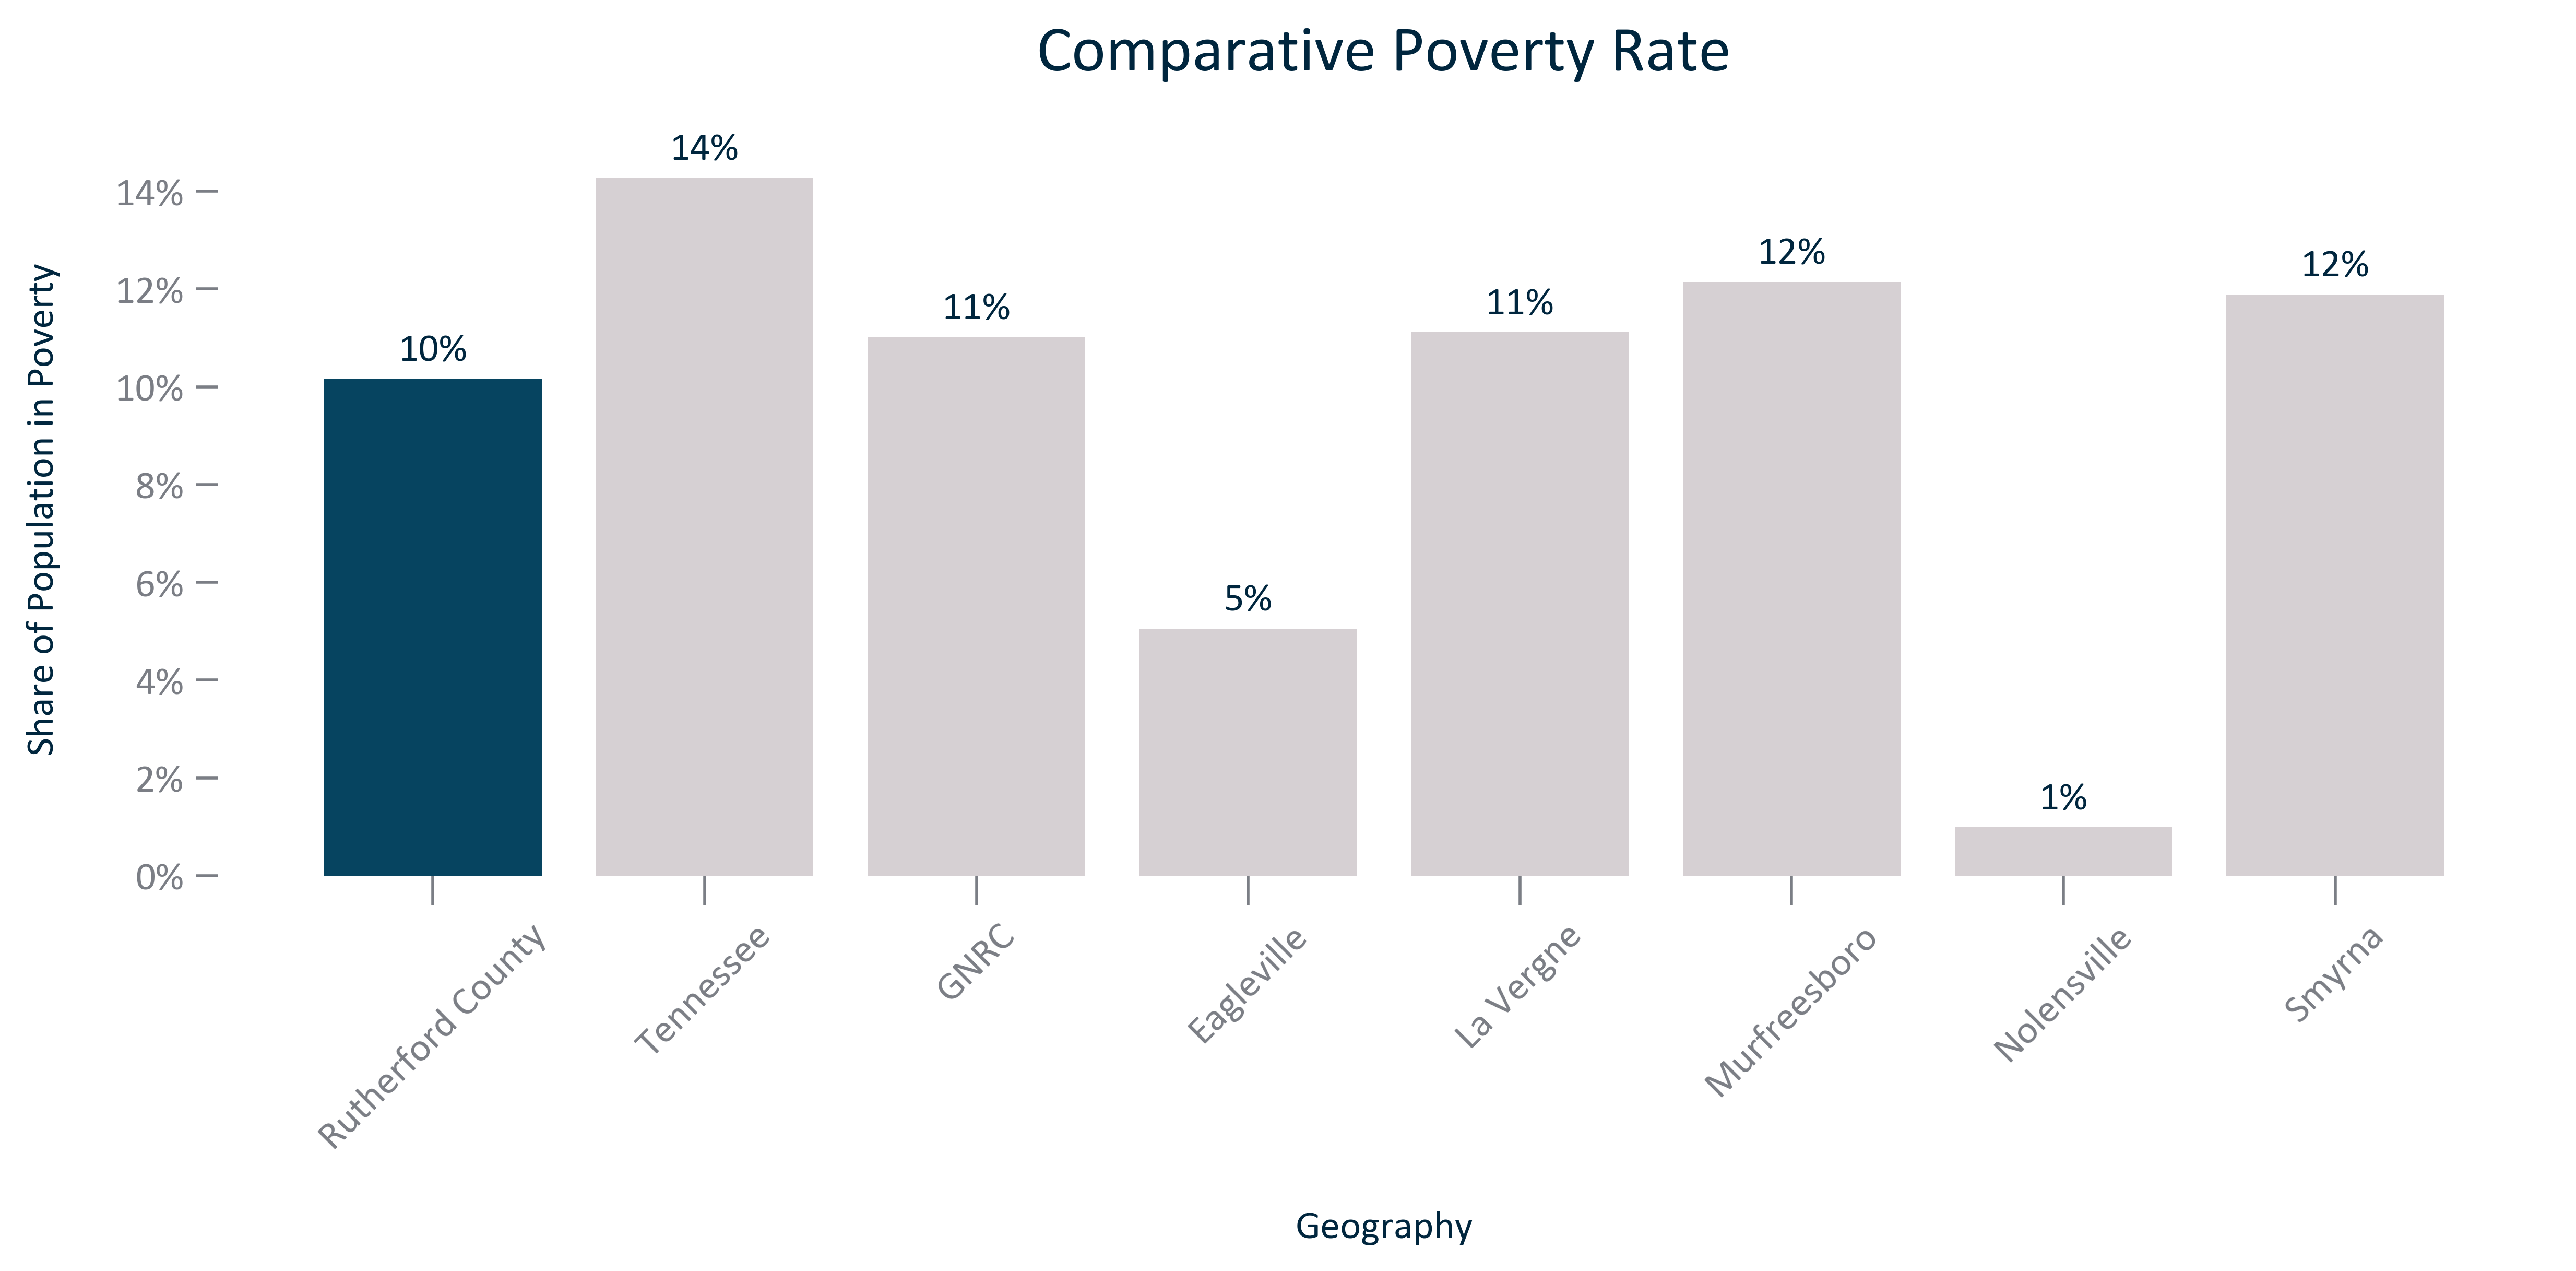 Comparative Poverty Rate
Share of Population in Poverty
14%
12%
10%
8%
6%
4%
2%
0%
10%
14%
11%
5%
11%
12%
1%
12%
Rutherford County
Tennessee
GNRC
Eagleville
La Vergne
Murfreesboro
Nolensville
Smyrna
Geography